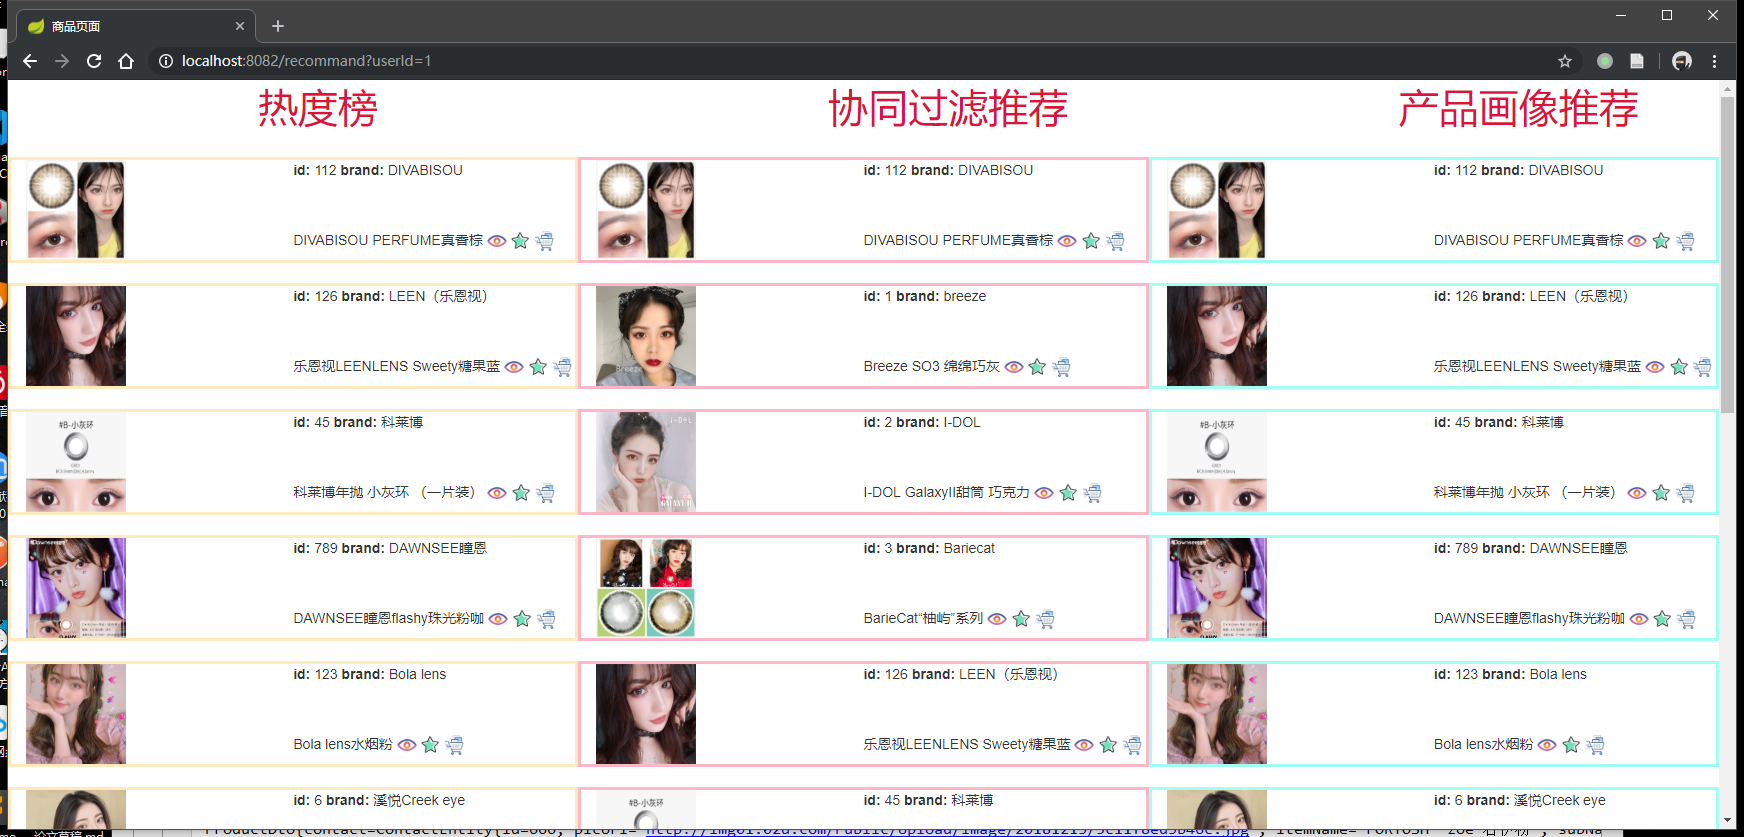 商品页面
localhost:8082/recommand?userId=1
热度榜
协同过滤推荐
产品画像推荐
id: 112 brand: DIVABISOU
DIVABISOU PERFUME真香棕
id: 112 brand: DIVABISOU
DIVABISOU PERFUME真香棕
id: 112 brand: DIVABISOU
DIVABISOU PERFUME真香棕
id: 126 brand: LEEN（乐恩视）
乐恩视LEENLENS Sweety糖果蓝
id: 1 brand: breeze
Breeze SO3 绵绵巧灰
Breeze
id: 126 brand: LEEN（乐恩视）
乐恩视LEENLENS Sweety糖果蓝
#B-小灰环
id: 45 brand: 科莱博
科莱博年抛 小灰环 （一片装）
I-DOL
id: 2 brand: I-DOL
I-DOL GalaxyII甜筒 巧克力
#B-小灰环
id: 45 brand: 科莱博
科莱博年抛 小灰环 （一片装）
id: 789 brand: DAWNSEE瞳恩
DAWNSEE瞳恩flashy珠光粉咖
id: 3 brand: Bariecat
BarieCat“柚屿”系列
id: 789 brand: DAWNSEE瞳恩
DAWNSEE瞳恩flashy珠光粉咖
id: 123 brand: Bola lens
Bola lens水烟粉
id: 126 brand: LEEN（乐恩视）
乐恩视LEENLENS Sweety糖果蓝
id: 123 brand: Bola lens
Bola lens水烟粉
id: 6 brand: 溪悦Creek eye
#B-小灰环
id: 45 brand: 科莱博
id: 6 brand: 溪悦Creek eye
论文草稿.md